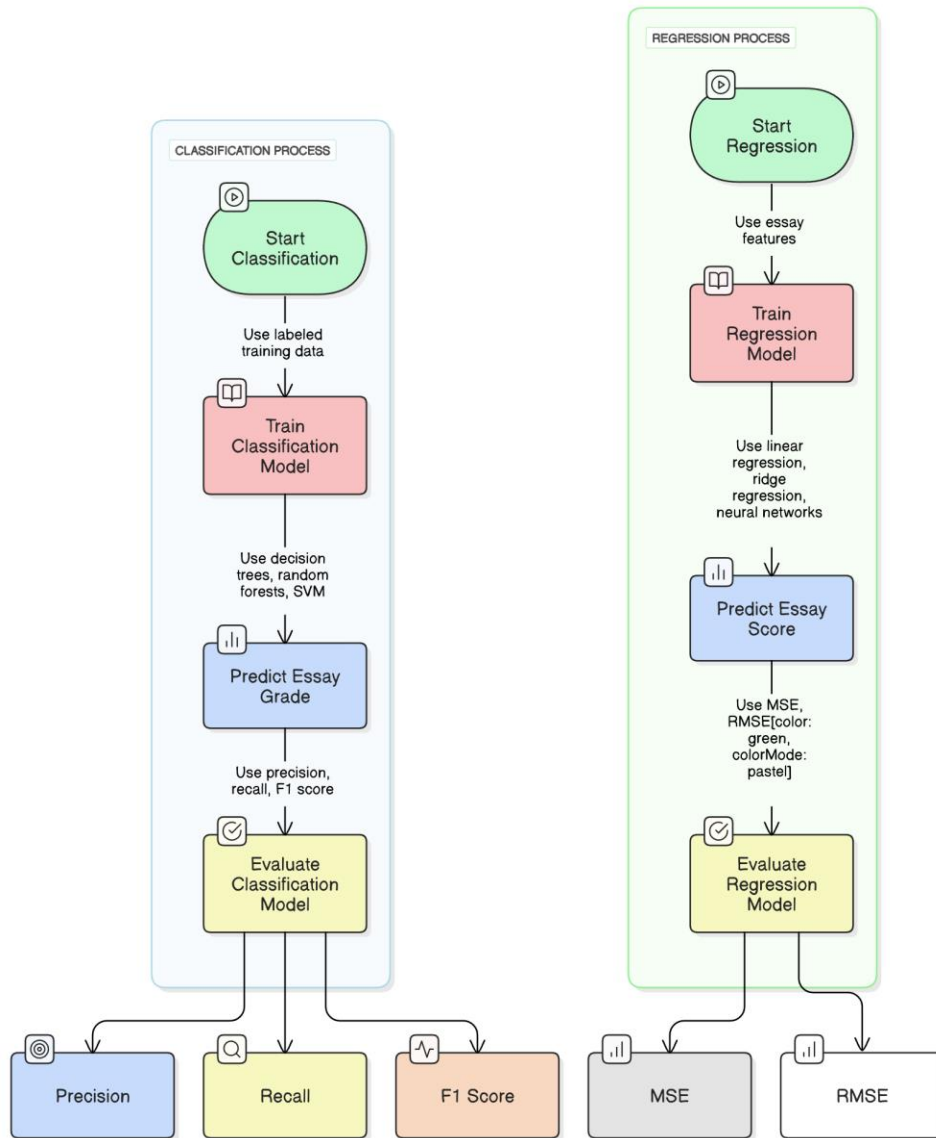 CLASSIFICATION PROCESS
Start
Classification
Use labeled
training data
Train
Classification
Model
Use decision
trees, random
forests, SVM
Predict Essay
Grade
Use precision,
recall, F1 score
Evaluate
Classification
Model
Precision
Recall
F1 Score
REGRESSION PROCESS
Start
Regression
Use essay
features
Train
Regression
Model
Use linear
regression,
ridge
regression,
neural networks
Predict Essay
Score
Use MSE,
RMSE[color:
green,
colorMode:
pastel]
Evaluate
Regression
Model
MSE
RMSE